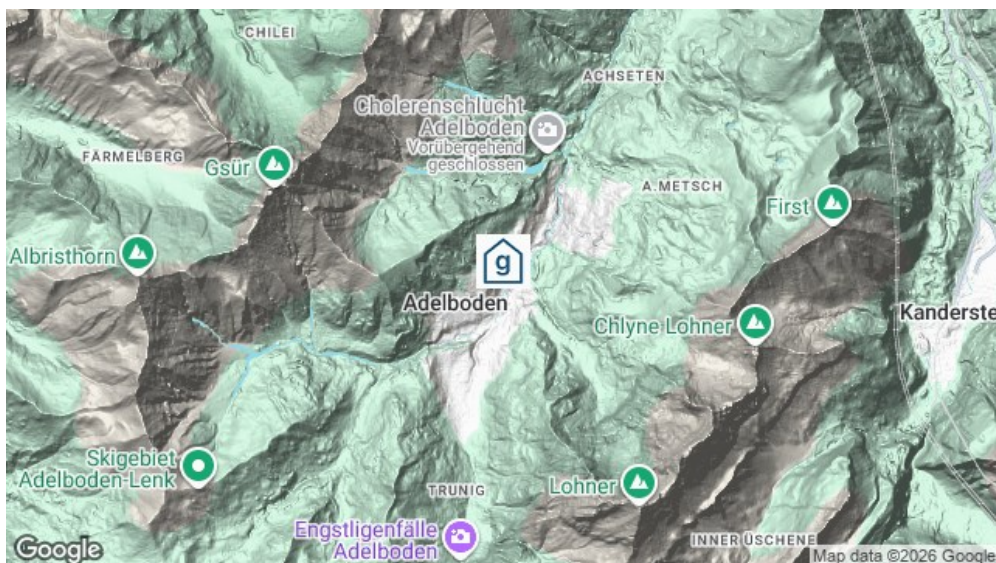 CHILEI
ACHSETEN
Cholerenschlucht
Adelboden
Vorübergehend
geschlossen
FÄRMELBERG
Gsür
A.METSCH
First
Albristhorn
g
Adelboden
Chlyne Lohner
Kanderste
Skigebiet
Adelboden-Lenk
TRUNIG
Lohner
Engstligenfälle
Adelboden
INNER ÜSCHENE
Google
Map data ©2026 Google